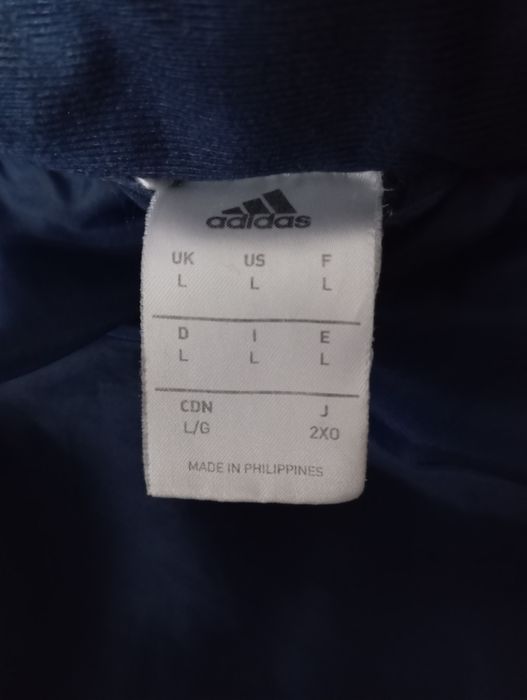 adidas
UK US F
L L L
D I E
L L L
CDN J
L/G 2XO
MADE IN PHILIPPINES